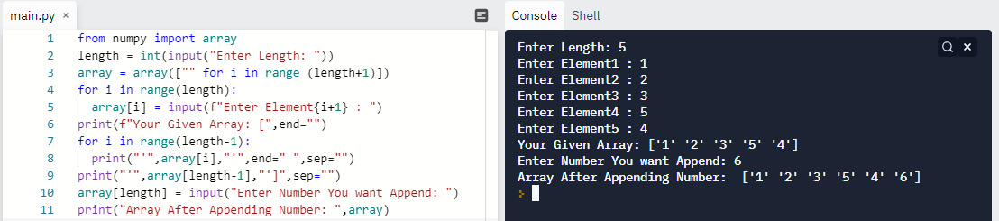 main.py ×
1 from numpy import array
2 length = int(input("Enter Length: "))
3 array = array(["" for i in range (length+1)])
4 for i in range(length):
5   array[i] = input(f"Enter Element{i+1} : ")
6 print(f"Your Given Array: [",end="")
7 for i in range(length-1):
8   print("'",array[i],"'",end=" ",sep="")
9 print("'",array[length-1],"']",sep="")
10 array[length] = input("Enter Number You want Append: ")
11 print("Array After Appending Number: ",array)
Console Shell
Enter Length: 5
Enter Element1 : 1
Enter Element2 : 2
Enter Element3 : 3
Enter Element4 : 5
Enter Element5 : 4
Your Given Array: ['1' '2' '3' '5' '4']
Enter Number You want Append: 6
Array After Appending Number:  ['1' '2' '3' '5' '4' '6']